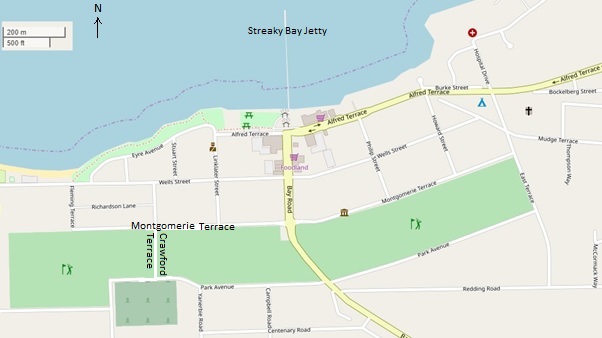 N
200 m
500 ft
Streaky Bay Jetty
Hospital Drive
Alfred Terrace
Burke Street
Bockelberg Street
Alfred Terrace
Alfred Terrace
Howard Street
Mudge Terrace
Thompson Way
Eyre Avenue
Stuart Street
Linklater Street
Philip Street
Wells Street
Foodland
Wells Street
Fleming Terrace
Bay Road
Montgomerie Terrace
East Terrace
Richardson Lane
Montgomerie Terrace
Crawford
Terrace
Park Avenue
McCormack Way
Park Avenue
Redding Road
Yanerbie Road
Campbell Road
Centenary Road